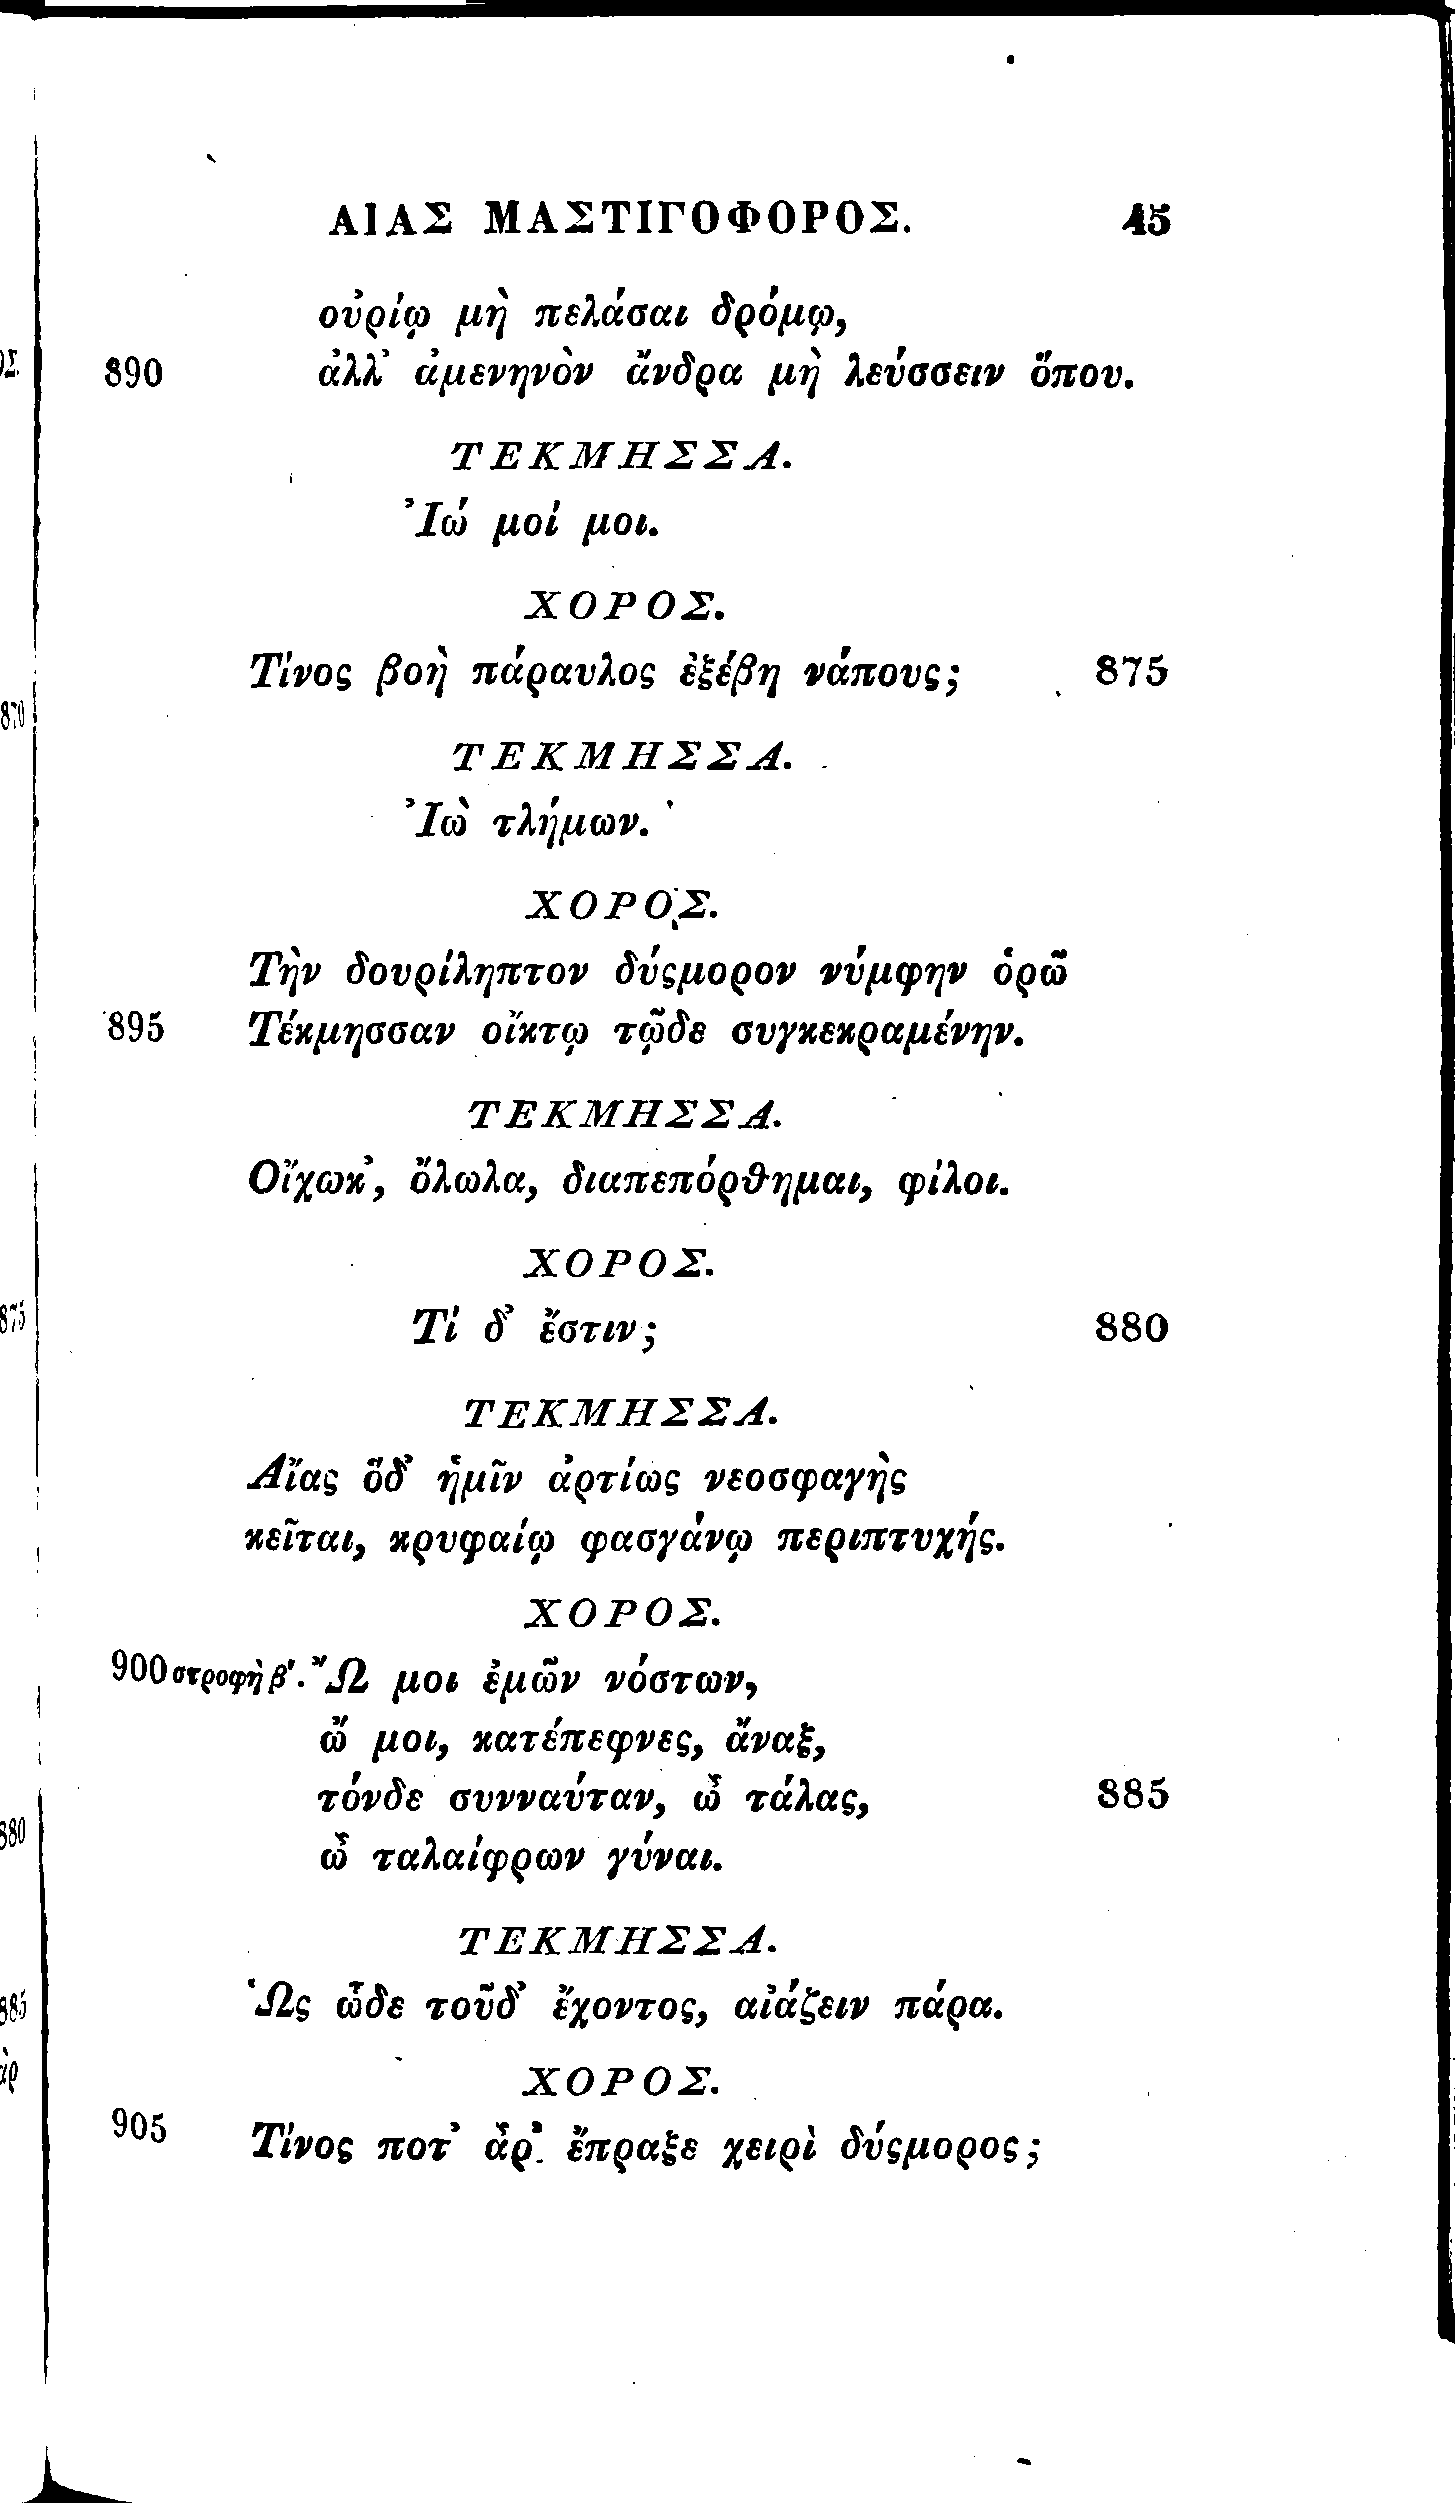 ΑΙΑΣ ΜΑΣΤΙΓΟΦΟΡΟΣ. 45
οὐρίῳ μὴ πελάσαι δρόμῳ,
890 ἀλλ’ ἀμενηνὸν ἄνδρα μὴ λεύσσειν ὅπου.
ΤΕΚΜΗΣΣΑ.
Ἰώ μοί μοι.
ΧΟΡΟΣ.
Τίνος βοὴ πάραυλος ἐξέβη νάπους; 875
ΤΕΚΜΗΣΣΑ.
Ἰὼ τλήμων.
ΧΟΡΟΣ.
Τὴν δουρίληπτον δύςμορον νύμφην ὁρῶ
895 Τέκμησσαν οἴκτῳ τῷδε συγκεκραμένην.
ΤΕΚΜΗΣΣΑ.
Οἴχωκ’, ὄλωλα, διαπεπόρθημαι, φίλοι.
ΧΟΡΟΣ.
Τί δ’ ἔστιν; 880
ΤΕΚΜΗΣΣΑ.
Αἴας ὅδ’ ἡμῖν ἀρτίως νεοσφαγὴς
κεῖται, κρυφαίῳ φασγάνῳ περιπτυχής.
ΧΟΡΟΣ.
900 στροφὴ β'. Ὤ μοι ἐμῶν νόστων,
ὤ μοι, κατέπεφνες, ἄναξ,
τόνδε συνναύταν, ὦ τάλας, 885
ὦ ταλαίφρων γύναι.
ΤΕΚΜΗΣΣΑ.
Ὡς ὧδε τοῦδ’ ἔχοντος, αἰάζειν πάρα.
ΧΟΡΟΣ.
905 Τίνος ποτ’ ἆρ’ ἔπραξε χειρὶ δύςμορος;